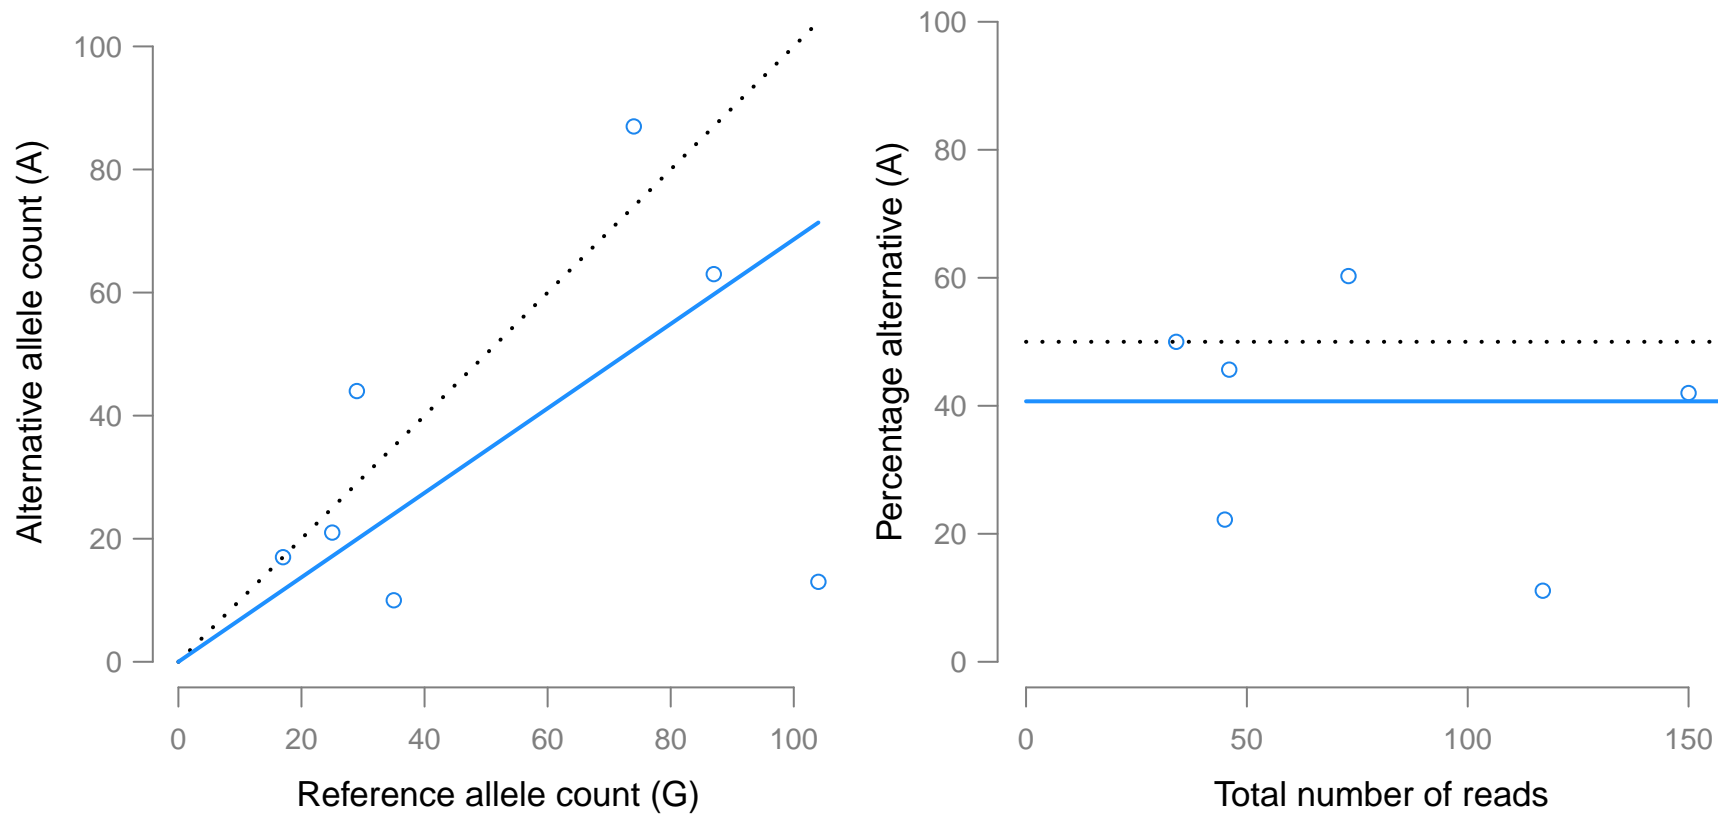 Alternative allele count (A)
100
80
60
40
20
0
0 20 40 60 80 100
Reference allele count (G)
Percentage alternative (A)
100
80
60
40
20
0
0 50 100 150
Total number of reads